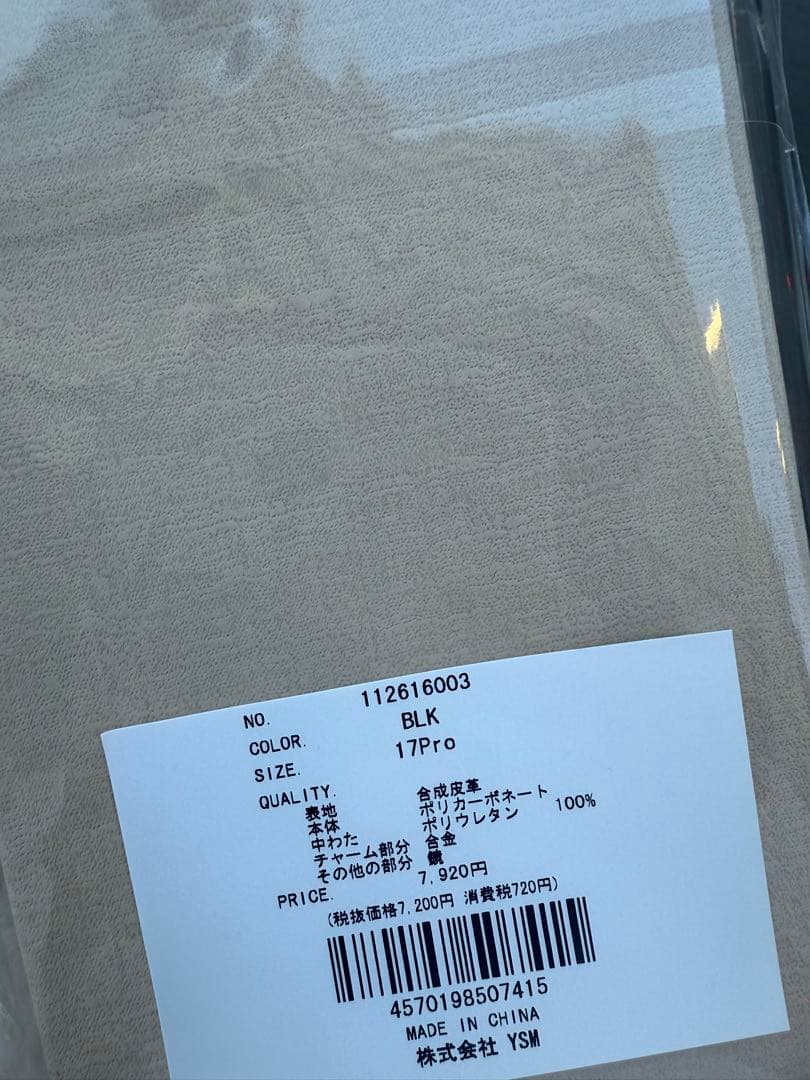 NO. 112616003
COLOR. BLK
SIZE. 17Pro
QUALITY.
表地 合成皮革
本体 ポリカーボネート 100%
中わた ポリウレタン
チャーム部分 合金
その他の部分 鏡
PRICE. 7,920円
(税抜価格7,200円 消費税720円)
4570198507415
MADE IN CHINA
株式会社 YSM